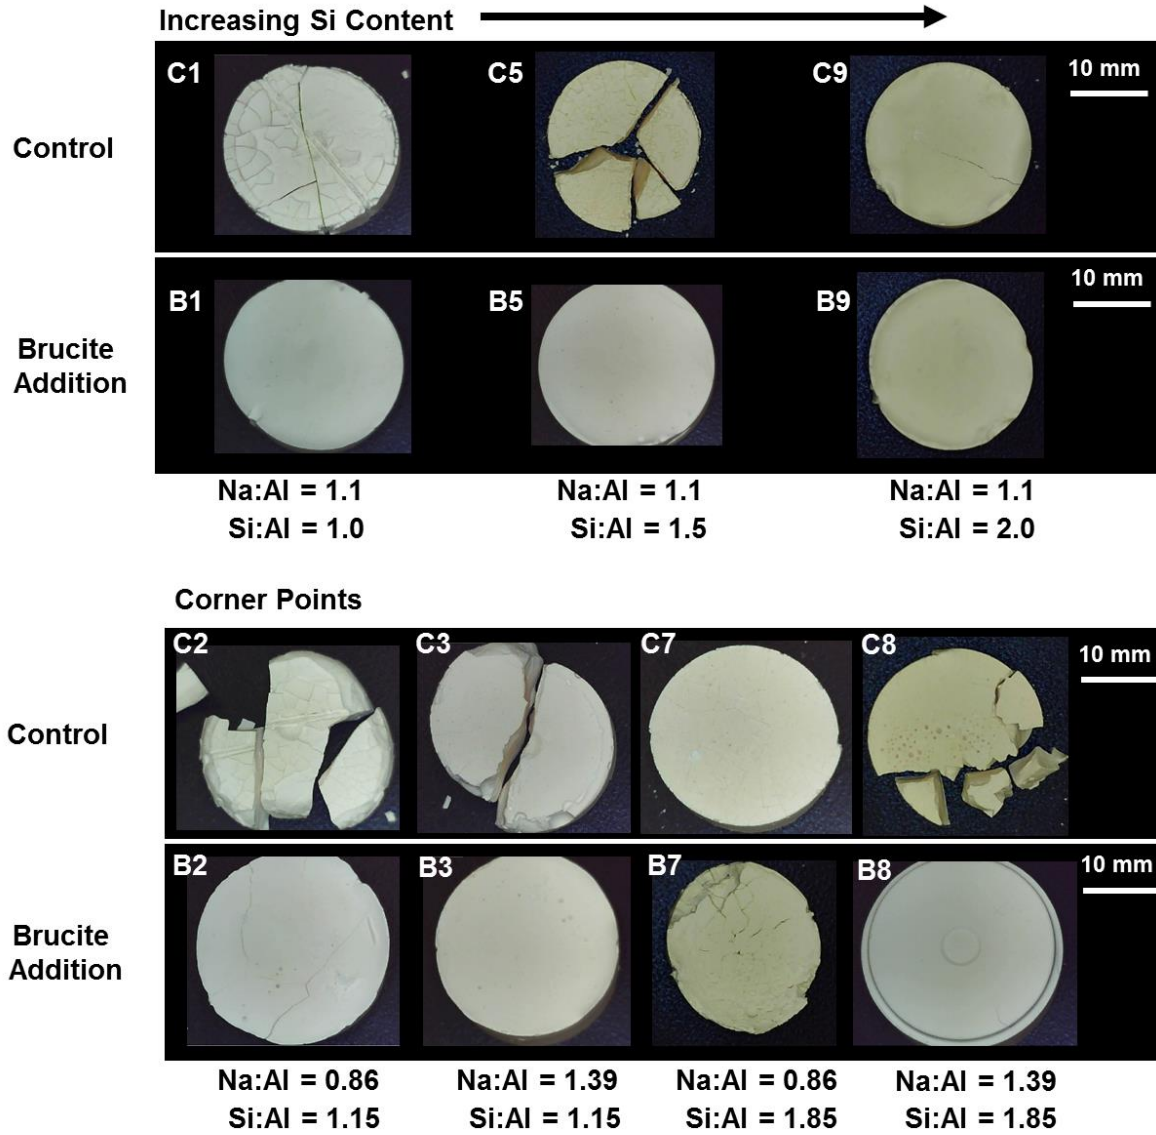 Increasing Si Content
C1 C5 C9 10 mm
Control
B1 B5 B9 10 mm
Brucite
Addition
Na:Al = 1.1 Na:Al = 1.1 Na:Al = 1.1
Si:Al = 1.0 Si:Al = 1.5 Si:Al = 2.0
Corner Points
C2 C3 C7 C8 10 mm
Control
B2 B3 B7 B8 10 mm
Brucite
Addition
Na:Al = 0.86 Na:Al = 1.39 Na:Al = 0.86 Na:Al = 1.39
Si:Al = 1.15 Si:Al = 1.15 Si:Al = 1.85 Si:Al = 1.85